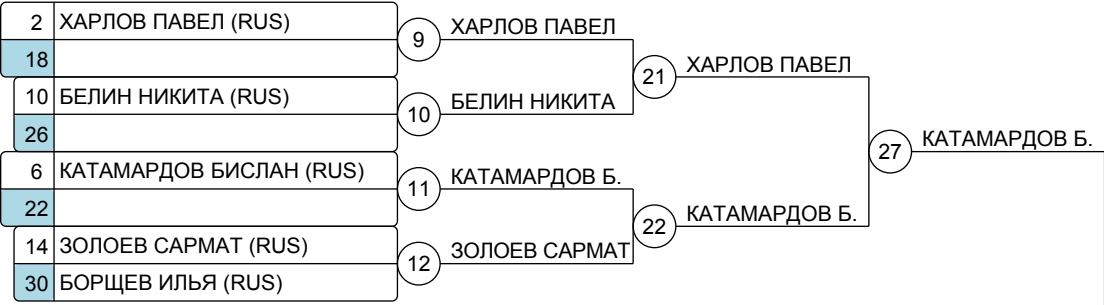 2 ХАРЛОВ ПАВЕЛ (RUS)
18
9
ХАРЛОВ ПАВЕЛ
10 БЕЛИН НИКИТА (RUS)
26
10
БЕЛИН НИКИТА
21
ХАРЛОВ ПАВЕЛ
6 КАТАМАРДОВ БИСЛАН (RUS)
22
11
КАТАМАРДОВ Б.
14 ЗОЛОЕВ САРМАТ (RUS)
30 БОРЩЕВ ИЛЬЯ (RUS)
12
ЗОЛОЕВ САРМАТ
22
КАТАМАРДОВ Б.
27
КАТАМАРДОВ Б.